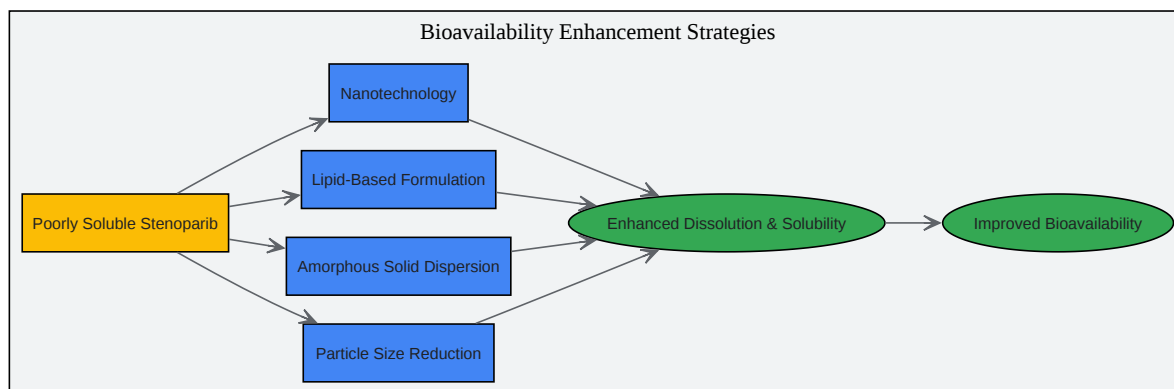 Bioavailability Enhancement Strategies
Nanotechnology
Lipid-Based Formulation
Poorly Soluble Stenoparib
Enhanced Dissolution & Solubility
Improved Bioavailability
Amorphous Solid Dispersion
Particle Size Reduction